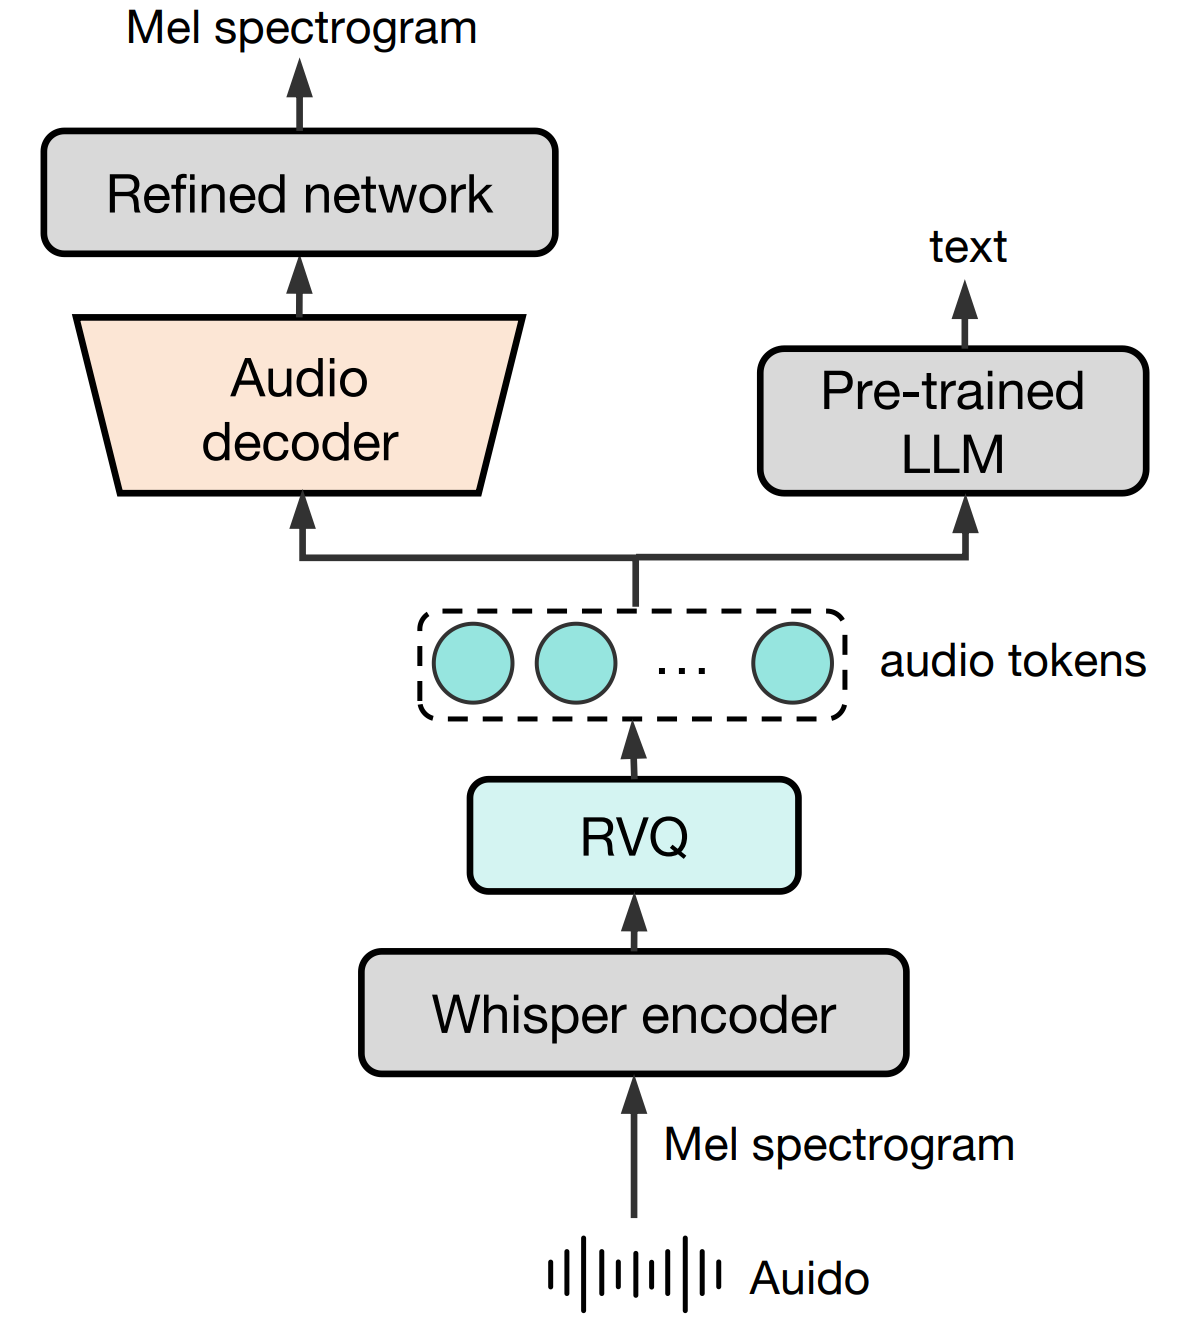 Mel spectrogram
Refined network
text
Audio
decoder
Pre-trained
LLM
...
audio tokens
RVQ
Whisper encoder
Mel spectrogram
Auido